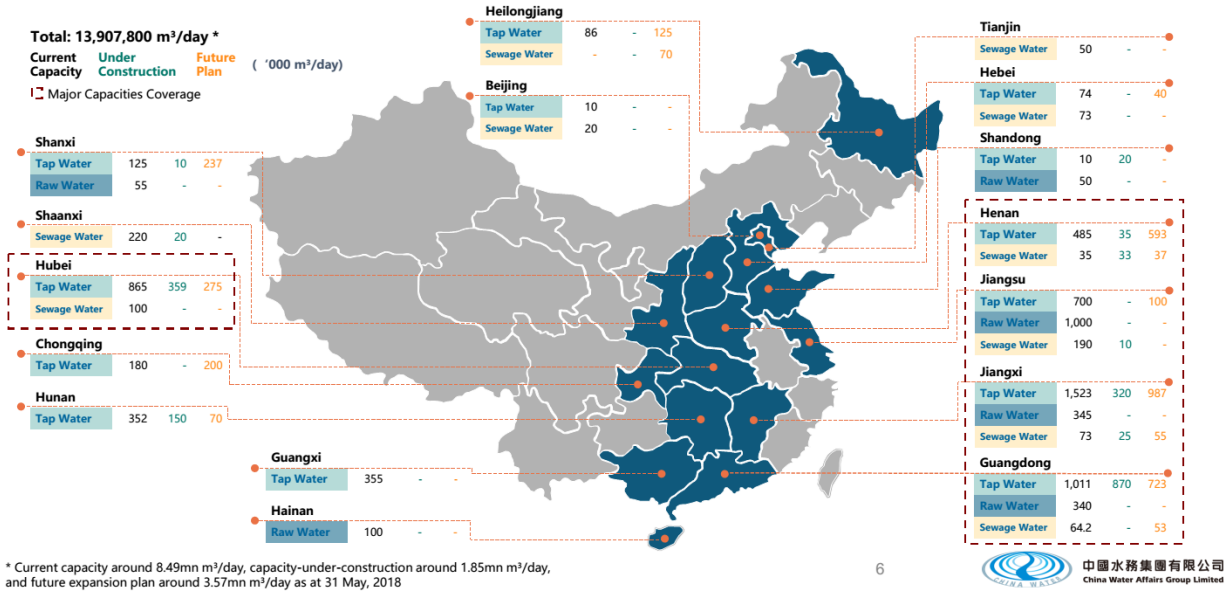 Total: 13,907,800 m³/day *
Current Capacity Under Construction Future Plan ( '000 m³/day)
Major Capacities Coverage
Shanxi
Tap Water 125 10 237
Raw Water 55 - -
Shaanxi
Sewage Water 220 20 -
Hubei
Tap Water 865 359 275
Sewage Water 100 - -
Chongqing
Tap Water 180 - 200
Hunan
Tap Water 352 150 70
Guangxi
Tap Water 355 - -
Hainan
Raw Water 100 - -
Heilongjiang
Tap Water 86 - 125
Sewage Water - - 70
Beijing
Tap Water 10 - -
Sewage Water 20 - -
Tianjin
Sewage Water 50 - -
Hebei
Tap Water 74 - 40
Sewage Water 73 - -
Shandong
Tap Water 10 20 -
Raw Water 50 - -
Henan
Tap Water 485 35 593
Sewage Water 35 33 37
Jiangsu
Tap Water 700 - 100
Raw Water 1,000 - -
Sewage Water 190 10 -
Jiangxi
Tap Water 1,523 320 987
Raw Water 345 - -
Sewage Water 73 25 55
Guangdong
Tap Water 1,011 870 723
Raw Water 340 - -
Sewage Water 64.2 - 53
* Current capacity around 8.49mn m³/day, capacity-under-construction around 1.85mn m³/day,
and future expansion plan around 3.57mn m³/day as at 31 May, 2018
6
CHINA WATER
中國水務集團有限公司
China Water Affairs Group Limited